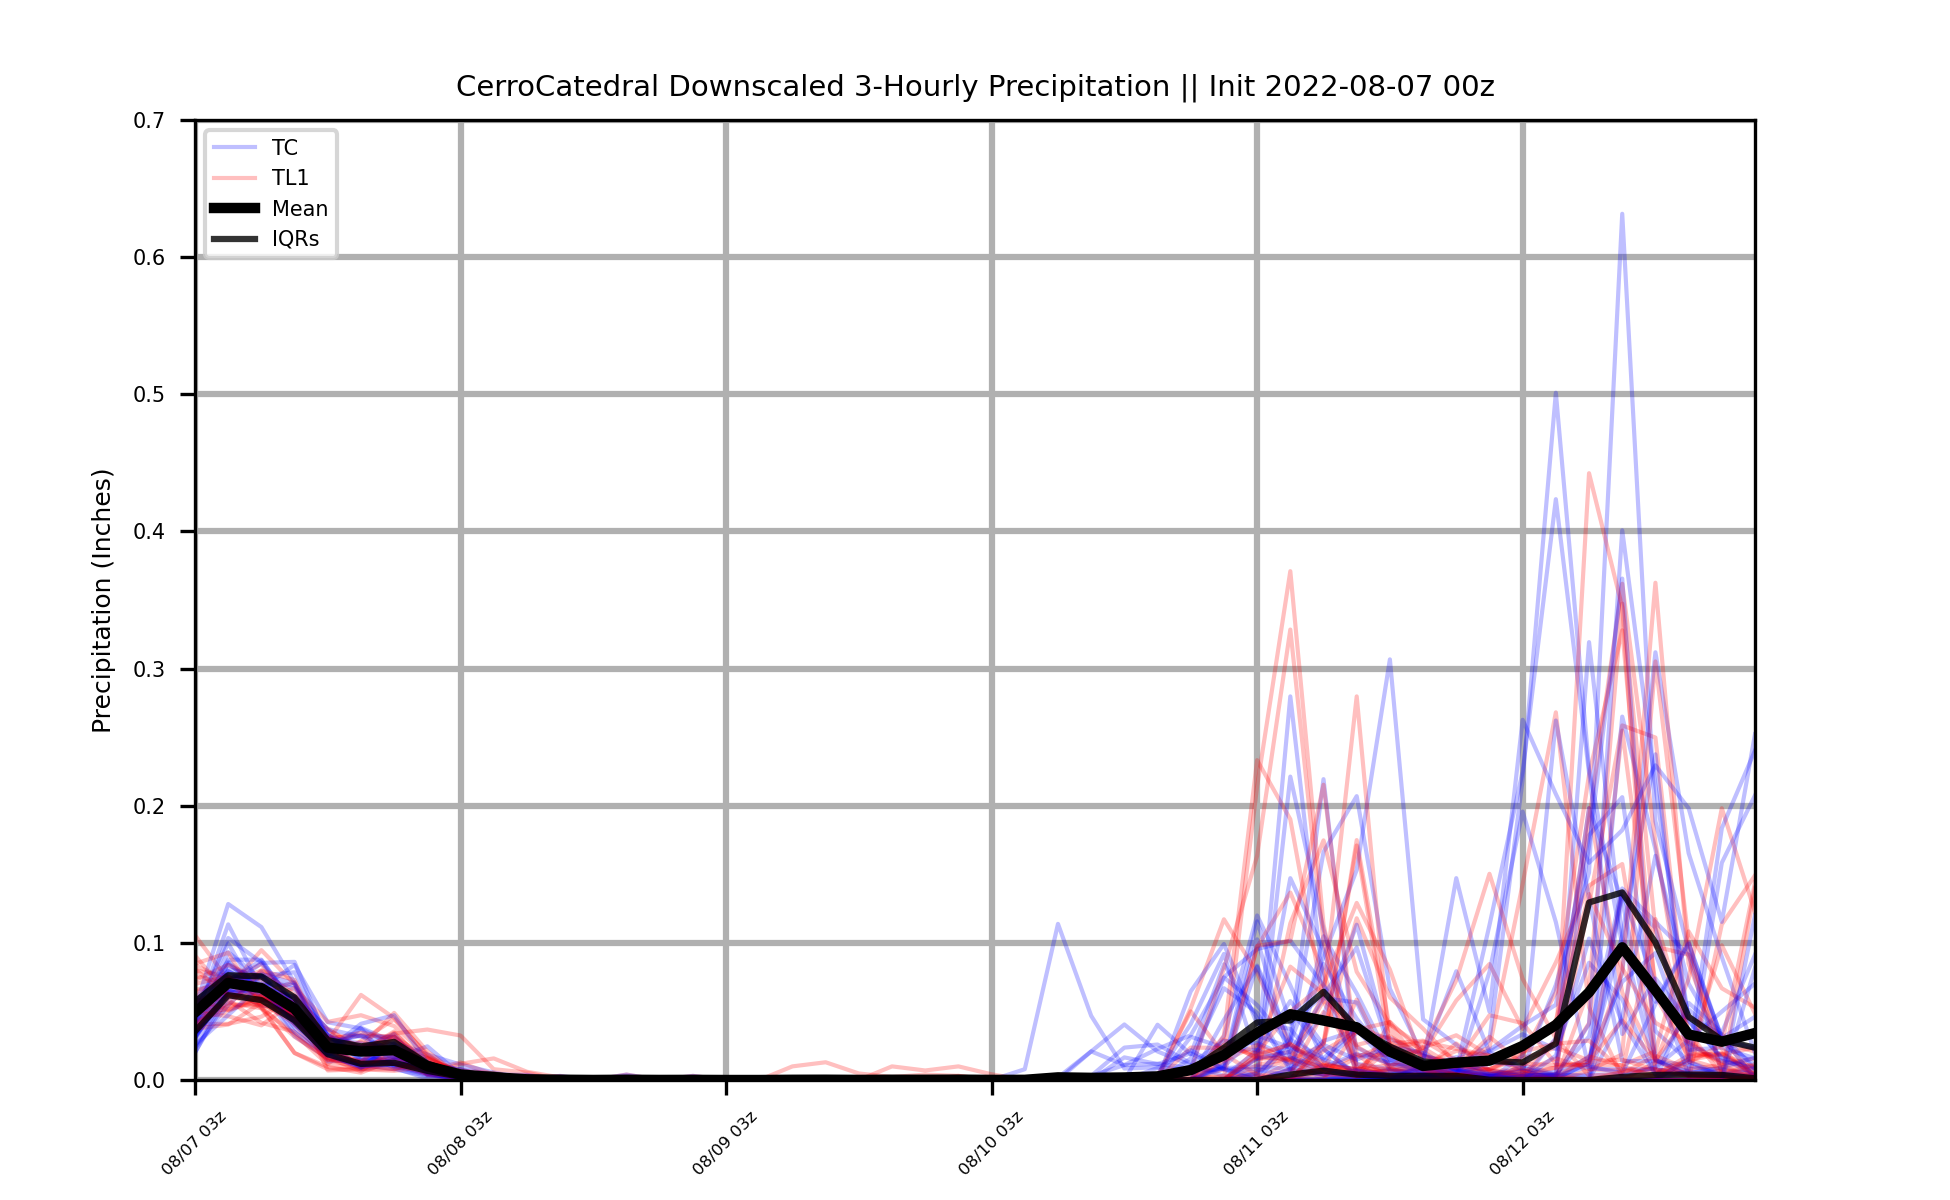 CerroCatedral Downscaled 3-Hourly Precipitation || Init 2022-08-07 00z
Precipitation (Inches)
0.7
0.6
0.5
0.4
0.3
0.2
0.1
0.0
TC
TL1
Mean
IQRs
08/07 03z
08/08 03z
08/09 03z
08/10 03z
08/11 03z
08/12 03z